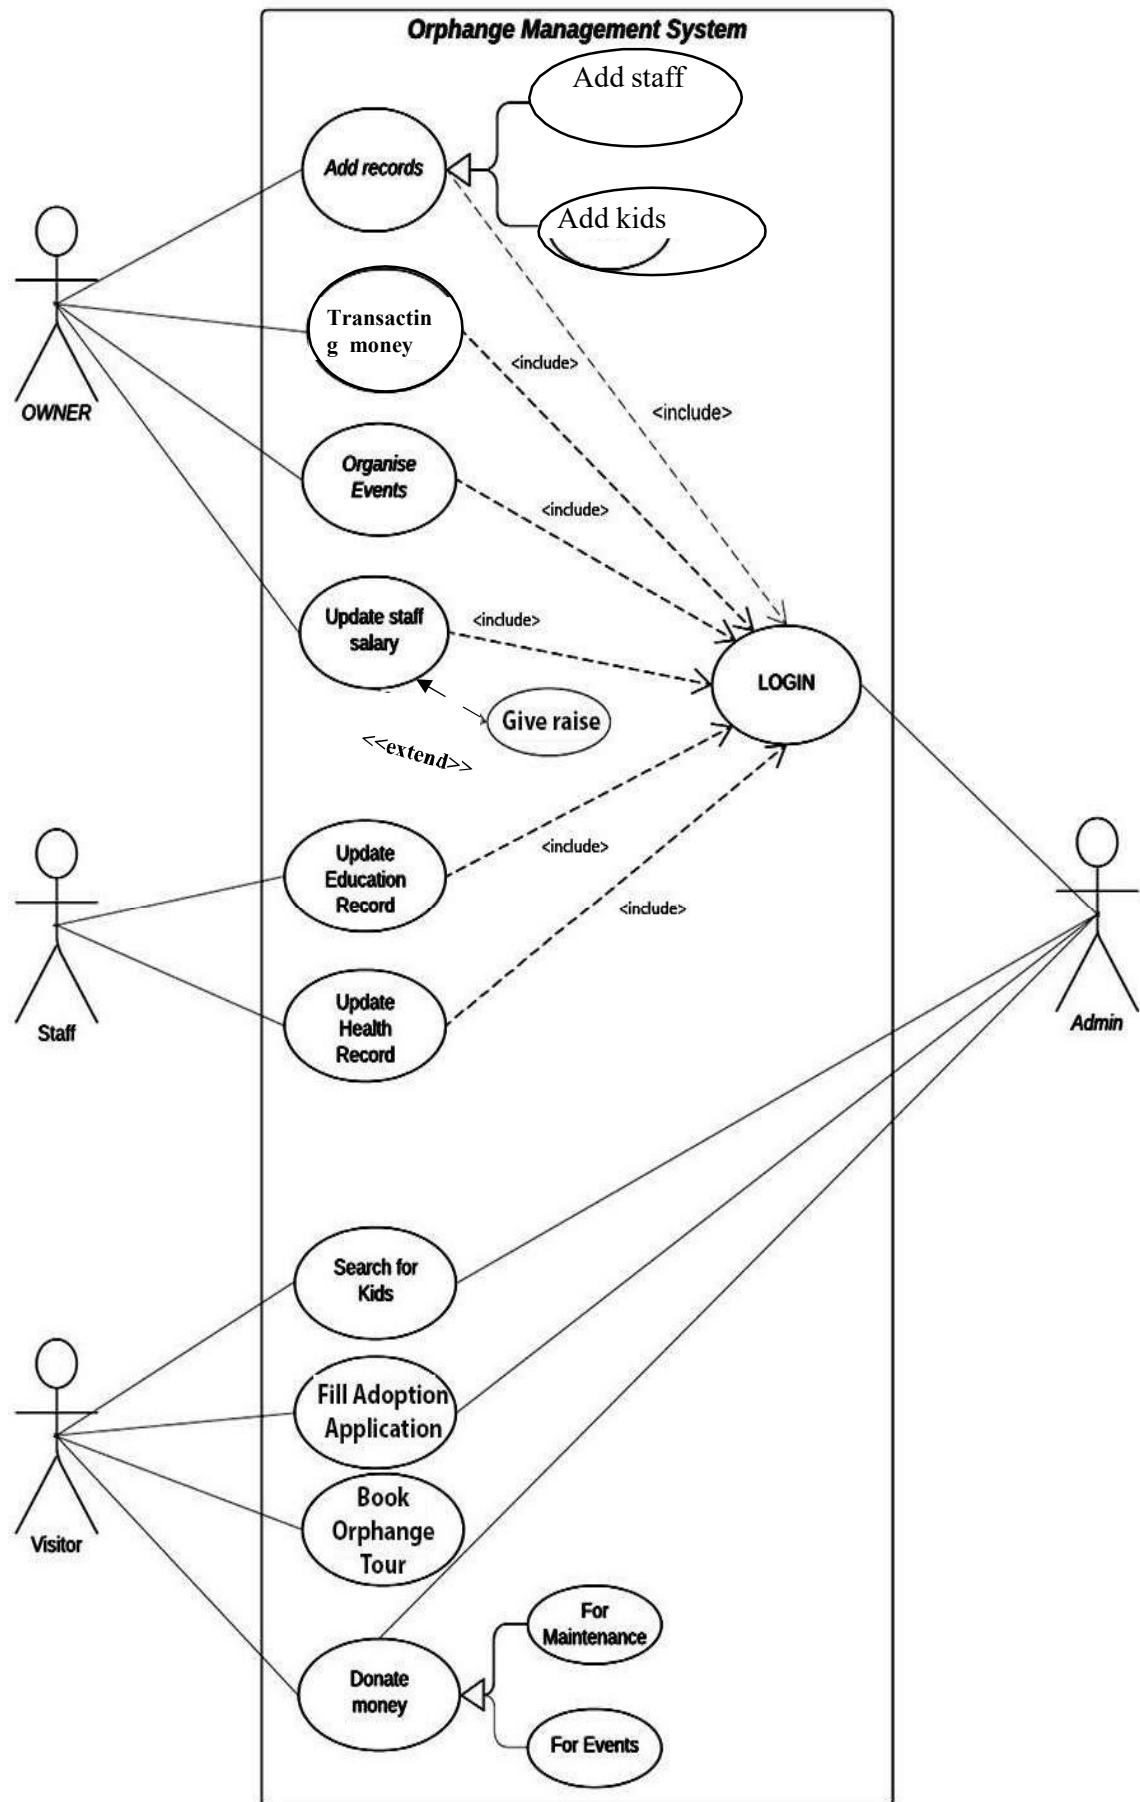 Orphange Management System
Add staff
Add records
Add kids
Transactin
g money
<include>
<include>
OWNER
Organise
Events
<include>
Update staff
salary
<include>
LOGIN
Give raise
<<extend>>
Update
Education
Record
<include>
<include>
Staff
Update
Health
Record
Admin
Search for
Kids
Fill Adoption
Application
Book
Orphange
Tour
Visitor
For
Maintenance
Donate
money
For Events